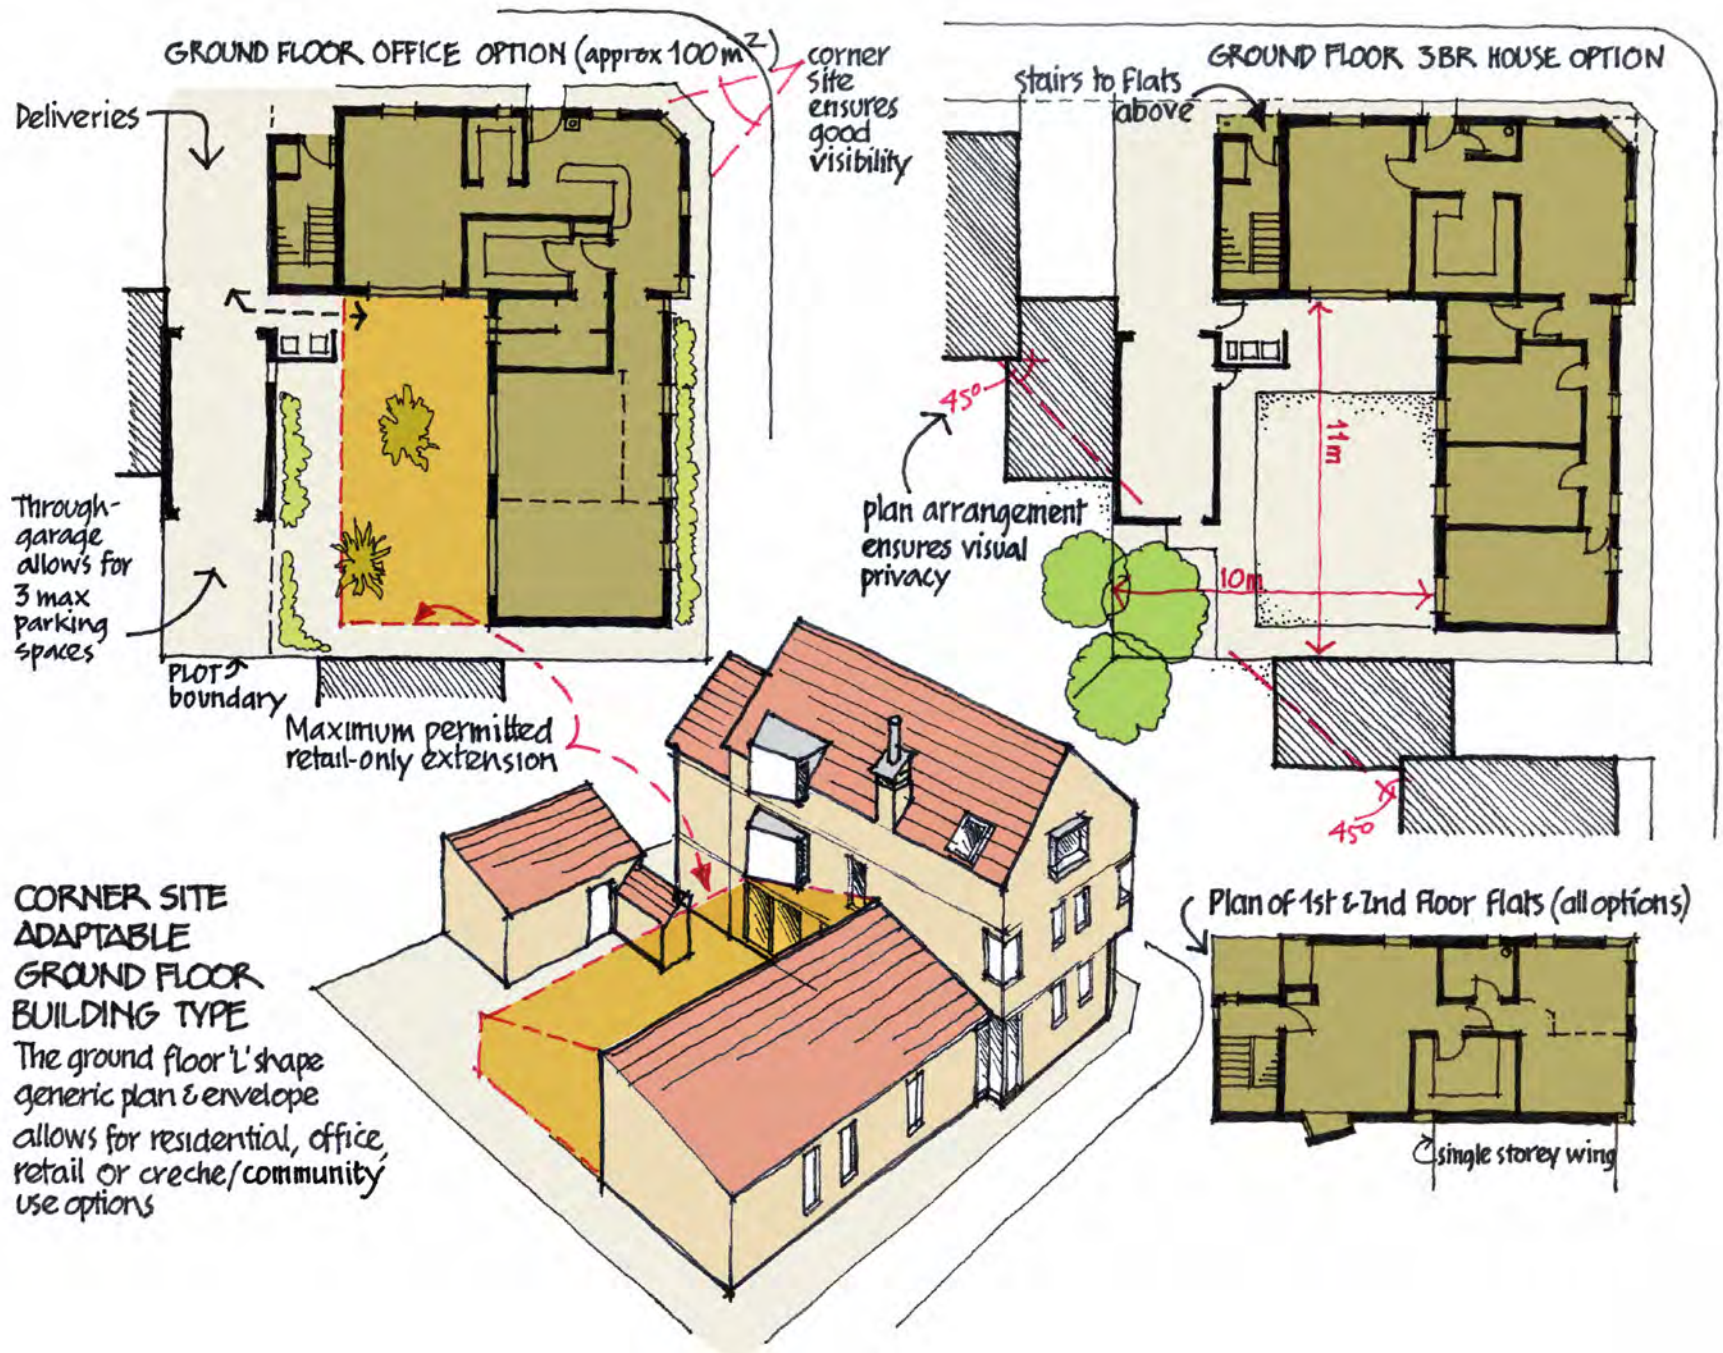 GROUND FLOOR OFFICE OPTION (approx 100m²)
corner
site
ensures
good
visibility
Deliveries
Through-
garage
allows for
3 max
parking
spaces
PLOT
boundary
Maximum permitted
retail-only extension
GROUND FLOOR 3BR HOUSE OPTION
stairs to flats
above
45°
plan arrangement
ensures visual
privacy
11m
10m
45°
CORNER SITE
ADAPTABLE
GROUND FLOOR
BUILDING TYPE
The ground floor 'L' shape
generic plan & envelope
allows for residential, office,
retail or creche/community
use options
Plan of 1st & 2nd Floor flats (all options)
single storey wing